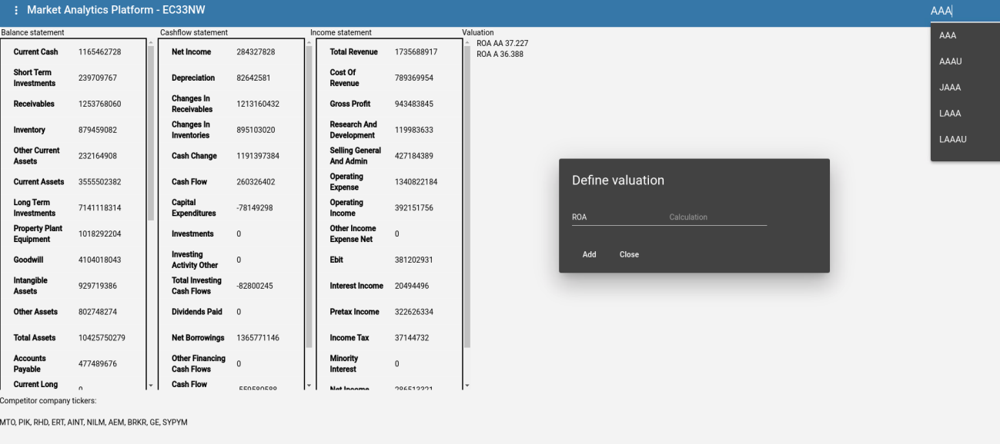 Market Analytics Platform - EC33NW
AAA
AAA
AAAU
JAAA
LAAA
LAAAU
Balance statement
Current Cash 1165462728
Short Term
Investments 239709767
Receivables 1253768060
Inventory 879459082
Other Current
Assets 232164908
Current Assets 3555502382
Long Term
Investments 7141118314
Property Plant
Equipment 1018292204
Goodwill 4104018043
Intangible
Assets 929719386
Other Assets 802748274
Total Assets 10425750279
Accounts
Payable 477489676
Current Long 0
Cashflow statement
Net Income 284327828
Depreciation 82642581
Changes In
Receivables 1213160432
Changes In
Inventories 895103020
Cash Change 1191397384
Cash Flow 260326402
Capital
Expenditures -78149298
Investments 0
Investing
Activity Other 0
Total Investing
Cash Flows -82800245
Dividends Paid 0
Net Borrowings 1365771146
Other Financing
Cash Flows 0
Cash Flow -559580588
Income statement
Total Revenue 1735688917
Cost Of
Revenue 789369954
Gross Profit 943483845
Research And
Development 119983633
Selling General
And Admin 427184389
Operating
Expense 1340822184
Operating
Income 392151756
Other Income
Expense Net 0
Ebit 381202931
Interest Income 20494496
Pretax Income 322626334
Income Tax 37144732
Minority
Interest 0
Net Income 286513321
Valuation
ROA AA 37.227
ROA A 36.388
Define valuation
ROA Calculation
Add Close
Competitor company tickers:
MTO, PIK, RHD, ERT, AINT, NILM, AEM, BRKR, GE, SYPYM